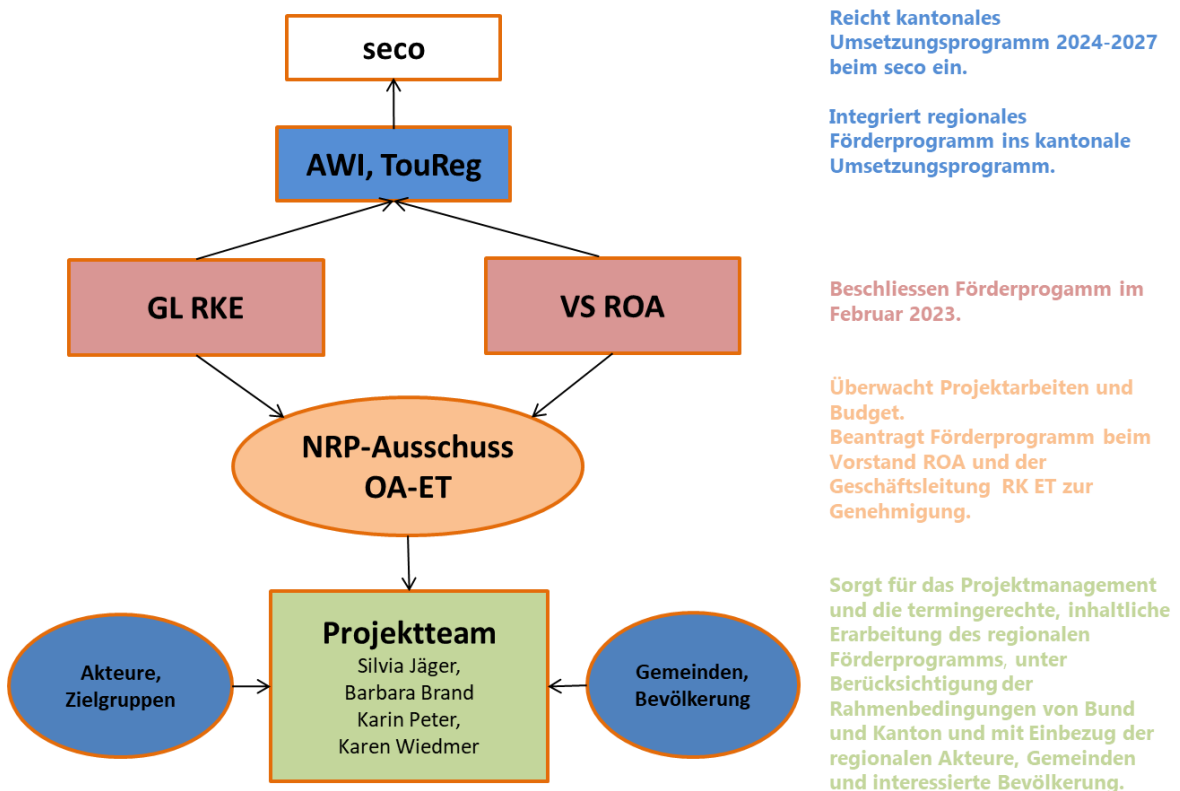 seco
AWI, TouReg
GL RKE
VS ROA
NRP-Ausschuss
OA-ET
Projektteam
Silvia Jäger,
Barbara Brand
Karin Peter,
Karen Wiedmer
Akteure,
Zielgruppen
Gemeinden,
Bevölkerung
Reicht kantonales
Umsetzungsprogramm 2024-2027
beim seco ein.
Integriert regionales
Förderprogramm ins kantonale
Umsetzungsprogramm.
Beschliessen Förderprogamm im
Februar 2023.
Überwacht Projektarbeiten und
Budget.
Beantragt Förderprogramm beim
Vorstand ROA und der
Geschäftsleitung RK ET zur
Genehmigung.
Sorgt für das Projektmanagement
und die termingerechte, inhaltliche
Erarbeitung des regionalen
Förderprogramms, unter
Berücksichtigung der
Rahmenbedingungen von Bund
und Kanton und mit Einbezug der
regionalen Akteure, Gemeinden
und interessierte Bevölkerung.